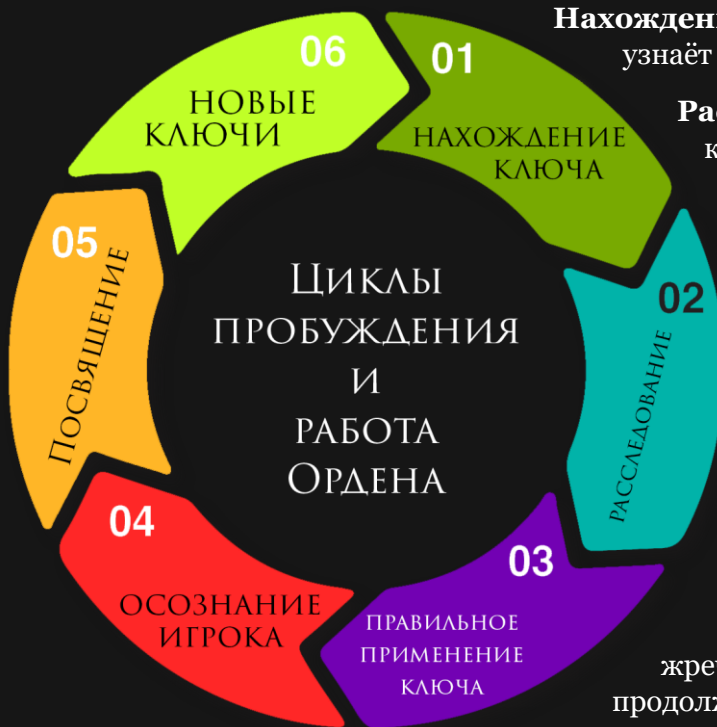 06
НОВЫЕ
КЛЮЧИ
01
НАХОЖДЕНИЕ
КЛЮЧА
05
ПОСВЯЩЕНИЕ
02
РАССЛЕДОВАНИЕ
ЦИКЛЫ
ПРОБУЖДЕНИЯ
И
РАБОТА
ОРДЕНА
04
ОСОЗНАНИЕ
ИГРОКА
03
ПРАВИЛЬНОЕ
ПРИМЕНЕНИЕ
КЛЮЧА
узнаёт